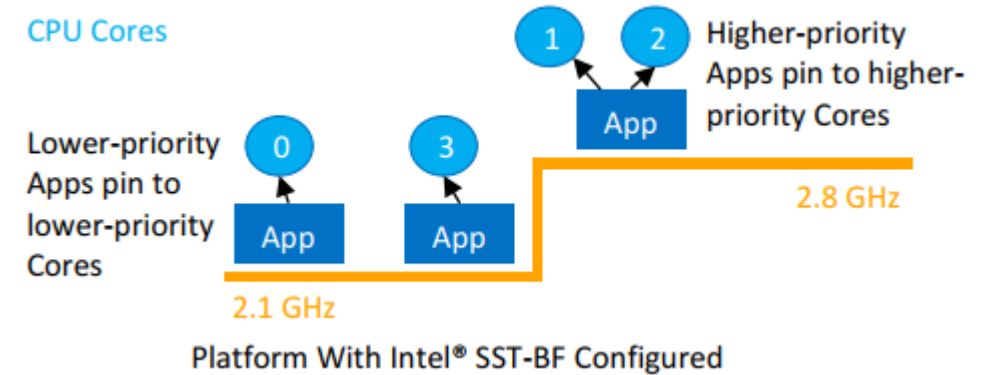 CPU Cores
1
2
Higher-priority
Apps pin to higher-
priority Cores
App
Lower-priority
Apps pin to
lower-priority
Cores
0
3
App
App
2.8 GHz
2.1 GHz
Platform With Intel® SST-BF Configured